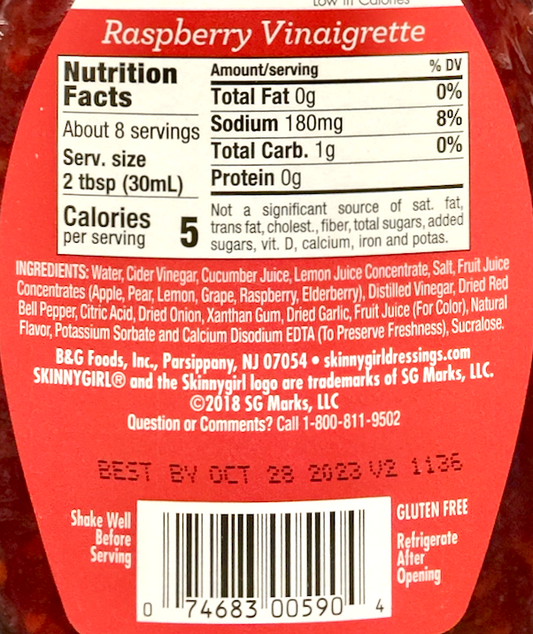 Low in Calories
Raspberry Vinaigrette
Nutrition
Facts
About 8 servings
Serv. size
2 tbsp (30mL)
Calories
per serving
5
Amount/serving % DV
Total Fat 0g 0%
Sodium 180mg 8%
Total Carb. 1g 0%
Protein 0g
Not a significant source of sat. fat,
trans fat, cholest., fiber, total sugars, added
sugars, vit. D, calcium, iron and potas.
INGREDIENTS: Water, Cider Vinegar, Cucumber Juice, Lemon Juice Concentrate, Salt, Fruit Juice
Concentrates (Apple, Pear, Lemon, Grape, Raspberry, Elderberry), Distilled Vinegar, Dried Red
Bell Pepper, Citric Acid, Dried Onion, Xanthan Gum, Dried Garlic, Fruit Juice (For Color), Natural
Flavor, Potassium Sorbate and Calcium Disodium EDTA (To Preserve Freshness), Sucralose.
B&G Foods, Inc., Parsippany, NJ 07054 • skinnygirldressings.com
SKINNYGIRL® and the Skinnygirl logo are trademarks of SG Marks, LLC.
©2018 SG Marks, LLC
Question or Comments? Call 1-800-811-9502
BEST BY OCT 28 2023 V2 1136
Shake Well
Before
Serving
GLUTEN FREE
Refrigerate
After
Opening
0 74683 00590 4